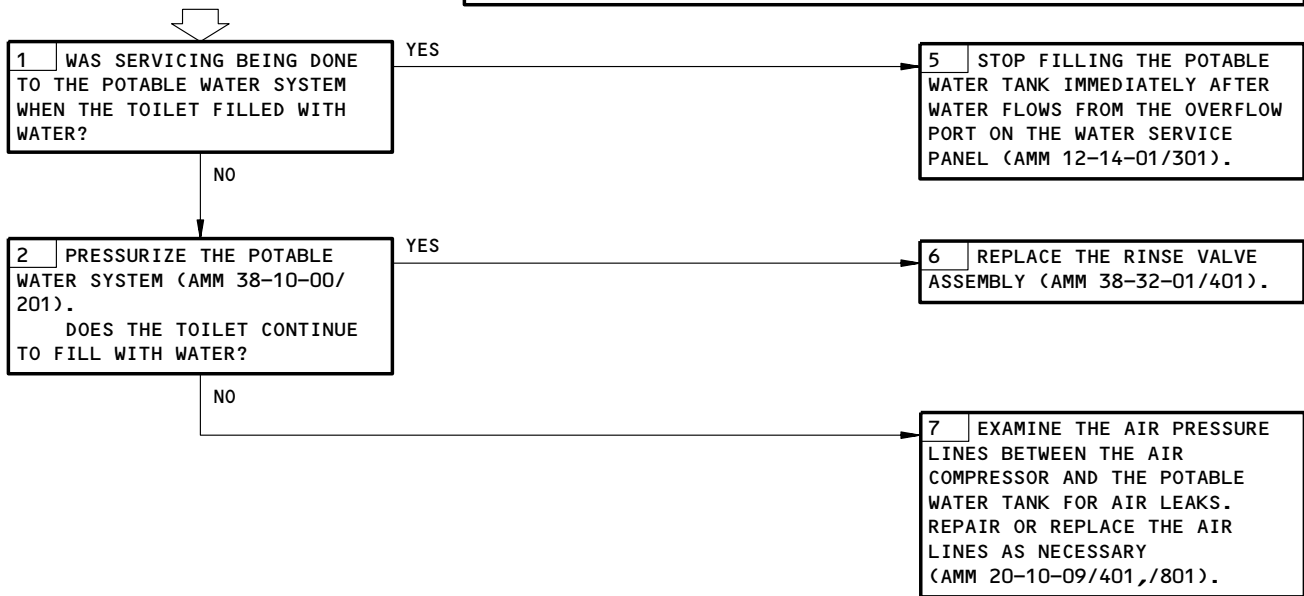 1 WAS SERVICING BEING DONE
TO THE POTABLE WATER SYSTEM
WHEN THE TOILET FILLED WITH
WATER?
YES
5 STOP FILLING THE POTABLE
WATER TANK IMMEDIATELY AFTER
WATER FLOWS FROM THE OVERFLOW
PORT ON THE WATER SERVICE
PANEL (AMM 12-14-01/301).
NO
2 PRESSURIZE THE POTABLE
WATER SYSTEM (AMM 38-10-00/
201).
DOES THE TOILET CONTINUE
TO FILL WITH WATER?
YES
6 REPLACE THE RINSE VALVE
ASSEMBLY (AMM 38-32-01/401).
NO
7 EXAMINE THE AIR PRESSURE
LINES BETWEEN THE AIR
COMPRESSOR AND THE POTABLE
WATER TANK FOR AIR LEAKS.
REPAIR OR REPLACE THE AIR
LINES AS NECESSARY
(AMM 20-10-09/401,/801).